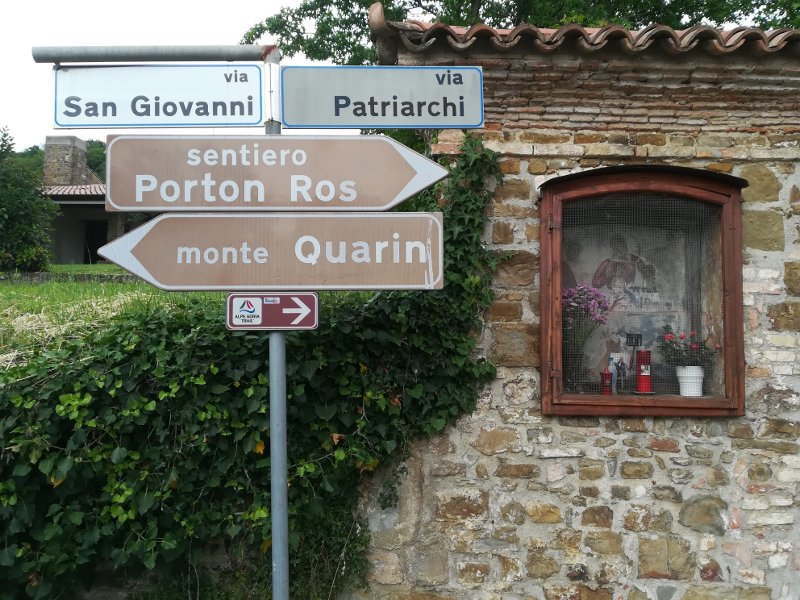 via
San Giovanni
via
Patriarchi
sentiero
Porton Ros
monte Quarin
ALPE ADRIA
TRAIL